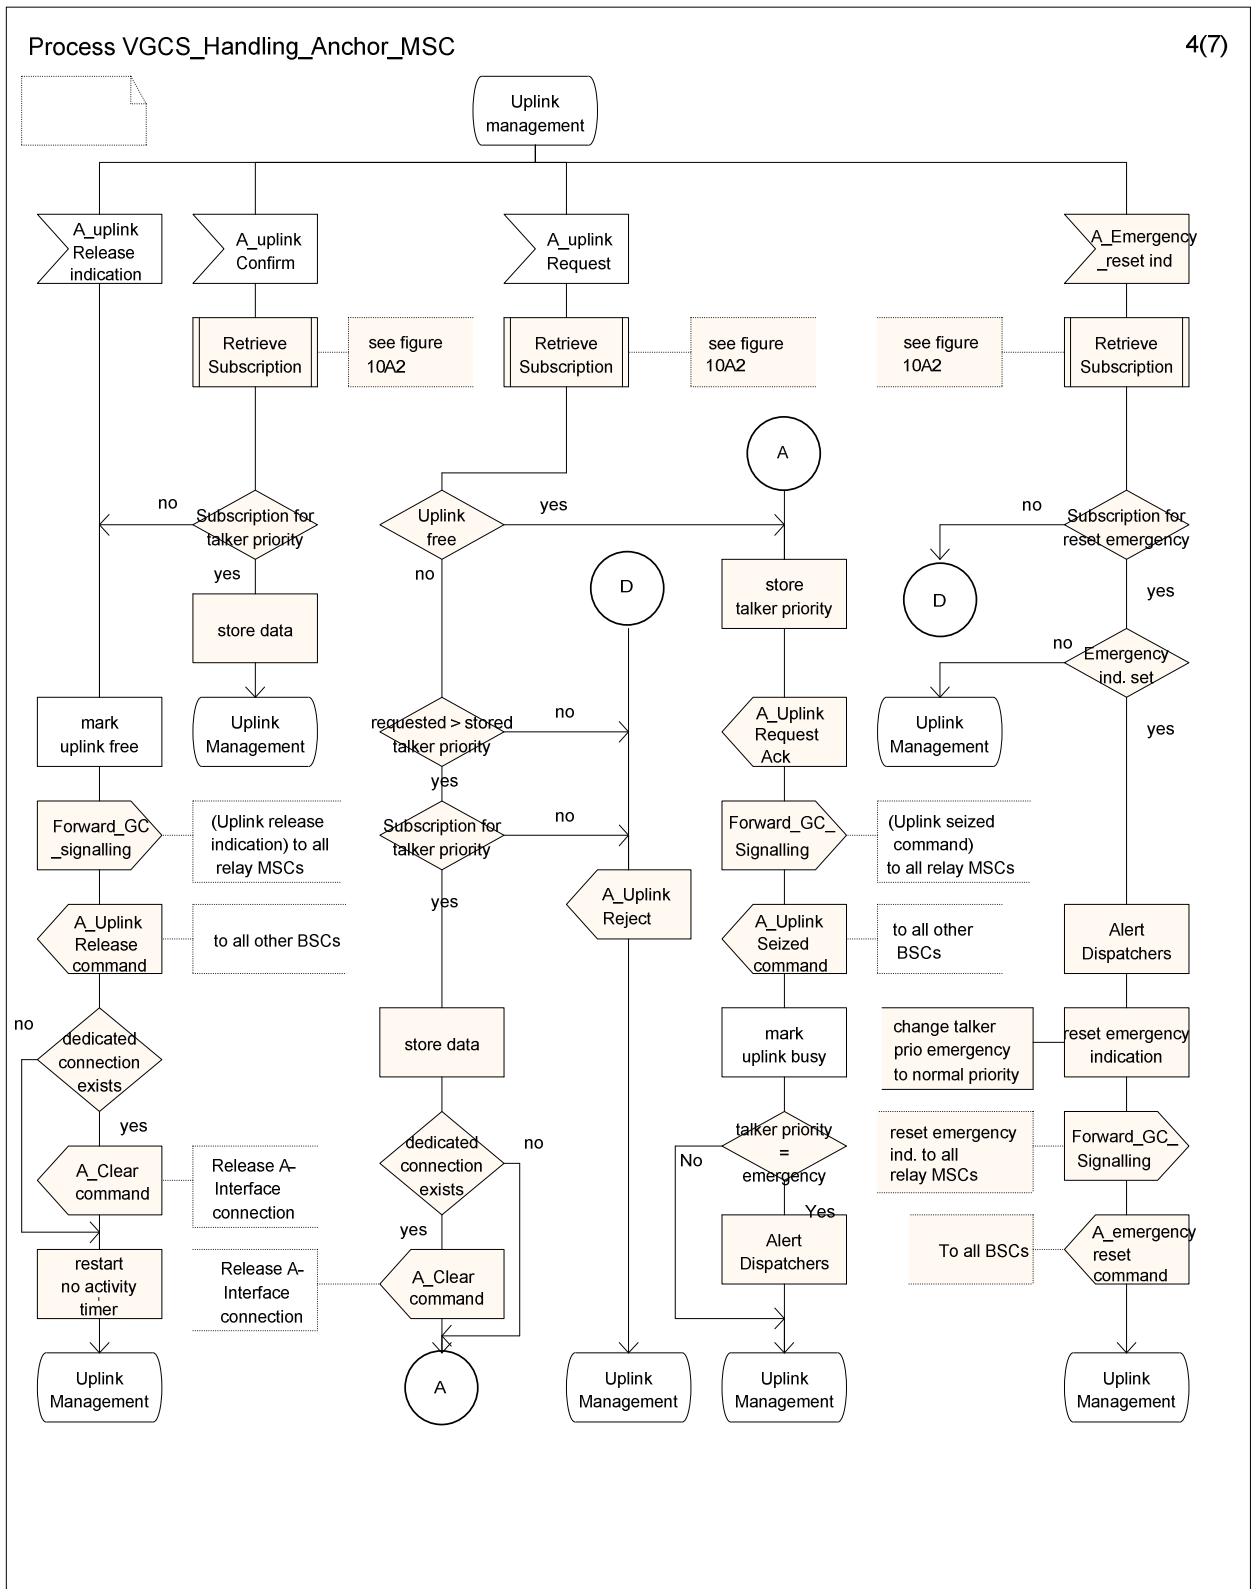 Process VGCS_Handling_Anchor_MSC
4(7)
Uplink
management
A_uplink
Release
indication
A_uplink
Confirm
A_uplink
Request
A_Emergency
_reset ind
Retrieve
Subscription
see figure
10A2
Retrieve
Subscription
see figure
10A2
see figure
10A2
Retrieve
Subscription
A
no
Subscription for
talker priority
yes
Uplink
free
yes
no
no
Subscription for
reset emergency
yes
D
D
store data
store
talker priority
no
Emergency
ind. set
yes
mark
uplink free
Uplink
Management
requested > stored
talker priority
no
yes
A_Uplink
Request
Ack
Uplink
Management
Forward_GC
_signalling
(Uplink release
indication) to all
relay MSCs
Subscription for
talker priority
no
yes
Forward_GC_
Signalling
(Uplink seized
command)
to all relay MSCs
A_Uplink
Reject
A_Uplink
Release
command
to all other BSCs
A_Uplink
Seized
command
to all other
BSCs
Alert
Dispatchers
no
dedicated
connection
exists
yes
store data
mark
uplink busy
change talker
prio emergency
to normal priority
reset emergency
indication
dedicated
connection
exists
no
yes
talker priority
=
emergency
No
Yes
reset emergency
ind. to all
relay MSCs
Forward_GC_
Signalling
A_Clear
command
Release A-
Interface
connection
Alert
Dispatchers
To all BSCs
A_emergency
reset
command
restart
no activity
timer
Release A-
Interface
connection
A_Clear
command
Uplink
Management
A
Uplink
Management
Uplink
Management
Uplink
Management